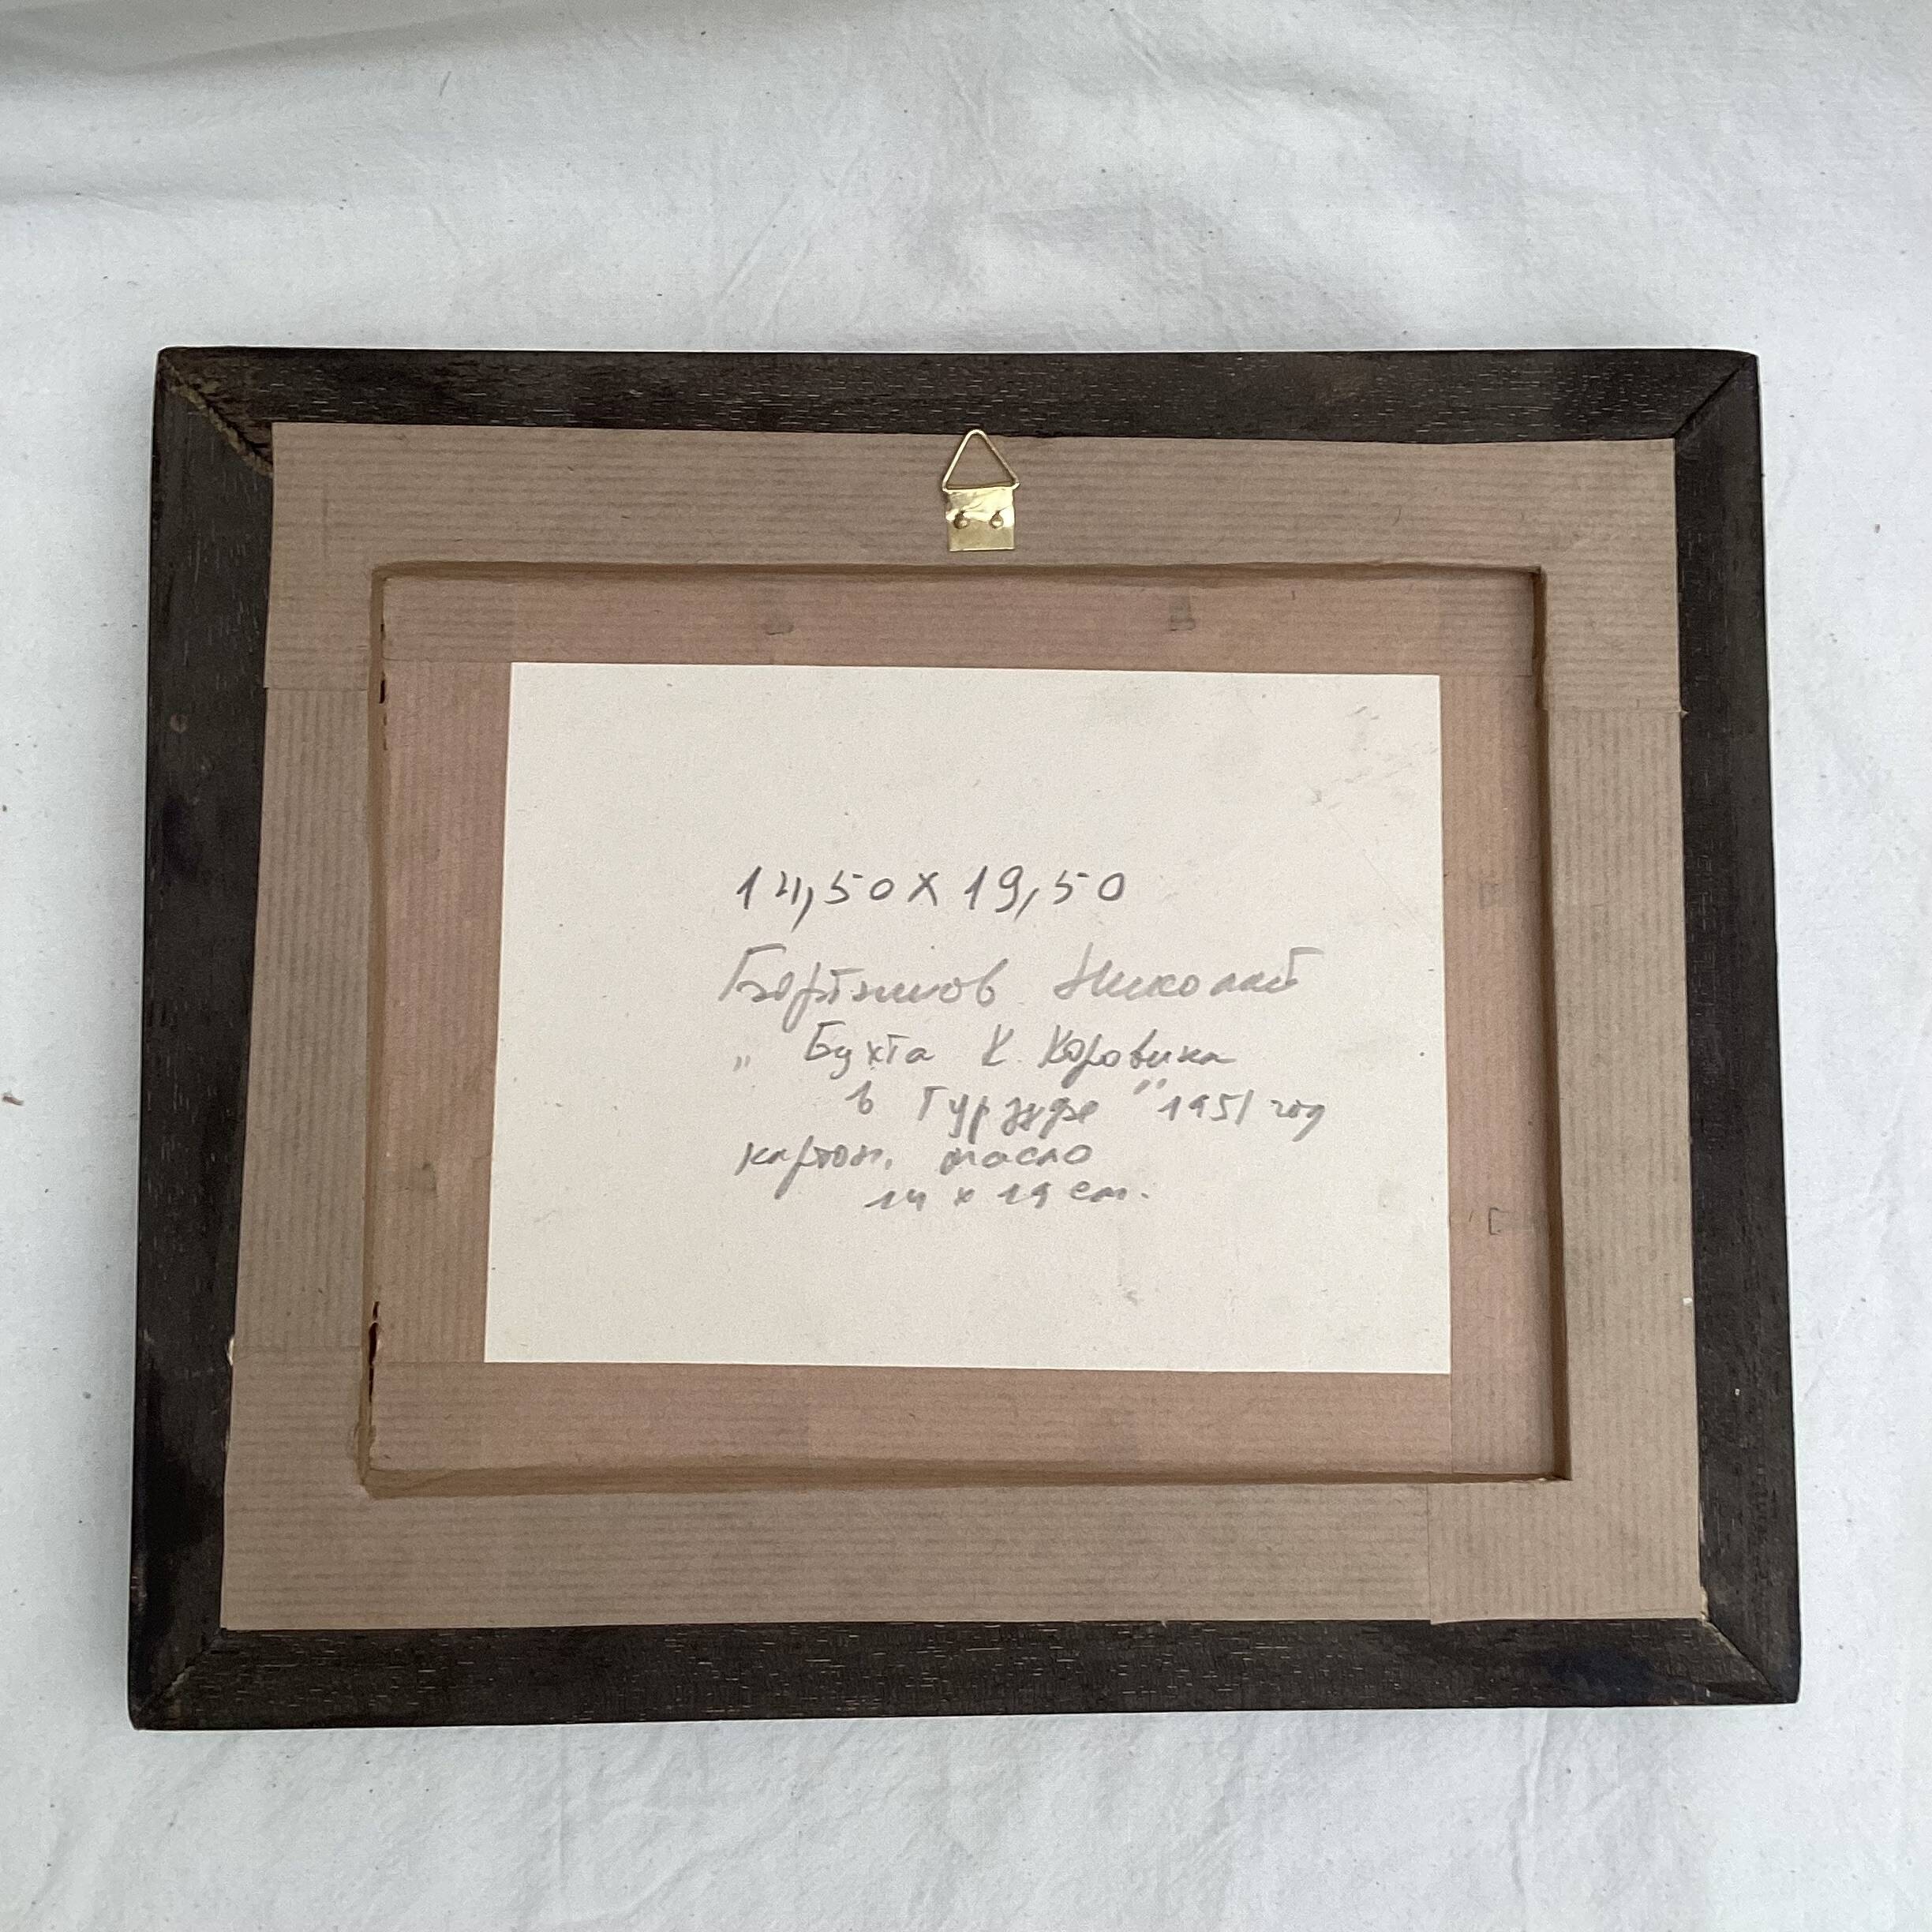 14,50 x 19,50
Бортников Николай
„ Бухта К. Коровина
в Гурзуфе" 1951 год
картон, масло
14 x 19 см.